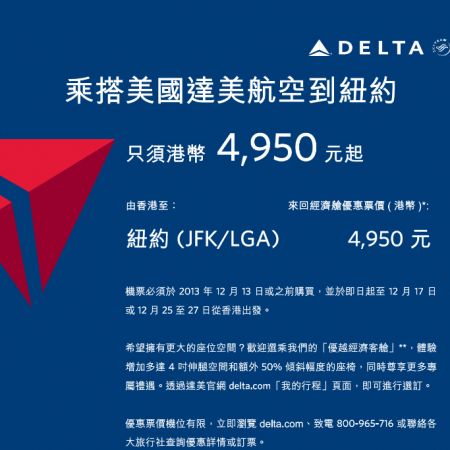 DELTA
乘搭美國達美航空到紐約
只須港幣 4,950 元起
由香港至： 來回經濟艙優惠票價 ( 港幣 )*:
紐約 (JFK/LGA) 4,950 元
機票必須於 2013 年 12 月 13 日或之前購買，並於即日起至 12 月 17 日
或 12 月 25 至 27 日從香港出發。
希望擁有更大的座位空間？歡迎選乘我們的「優越經濟客艙」**，體驗
增加多達 4 吋伸腿空間和額外 50% 傾斜幅度的座椅，同時尊享更多專
屬禮遇。透過達美官網 delta.com「我的行程」頁面，即可進行選訂。
優惠票價機位有限，立即瀏覽 delta.com、致電 800-965-716 或聯絡各
大旅行社查詢優惠詳情或訂票。